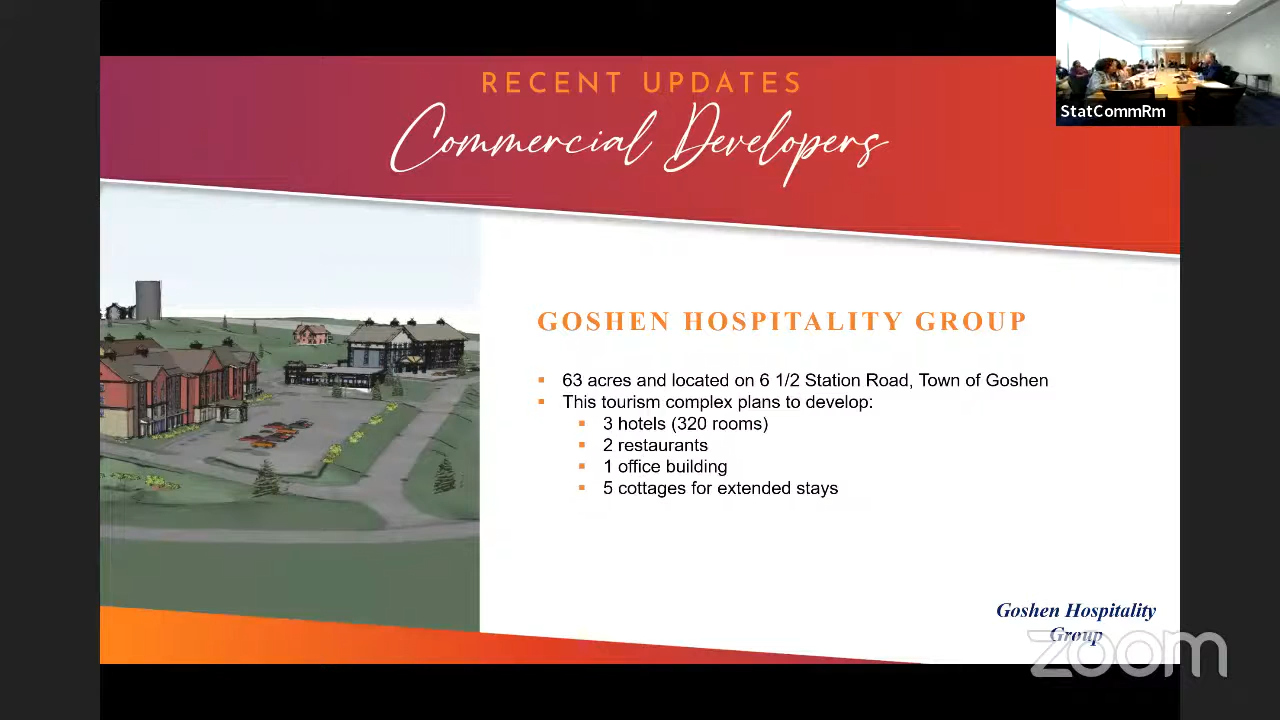 RECENT UPDATES
Commercial Developers
StatCommRm
GOSHEN HOSPITALITY GROUP
▪ 63 acres and located on 6 1/2 Station Road, Town of Goshen
▪ This tourism complex plans to develop:
▪ 3 hotels (320 rooms)
▪ 2 restaurants
▪ 1 office building
▪ 5 cottages for extended stays
Goshen Hospitality
Group
zoom